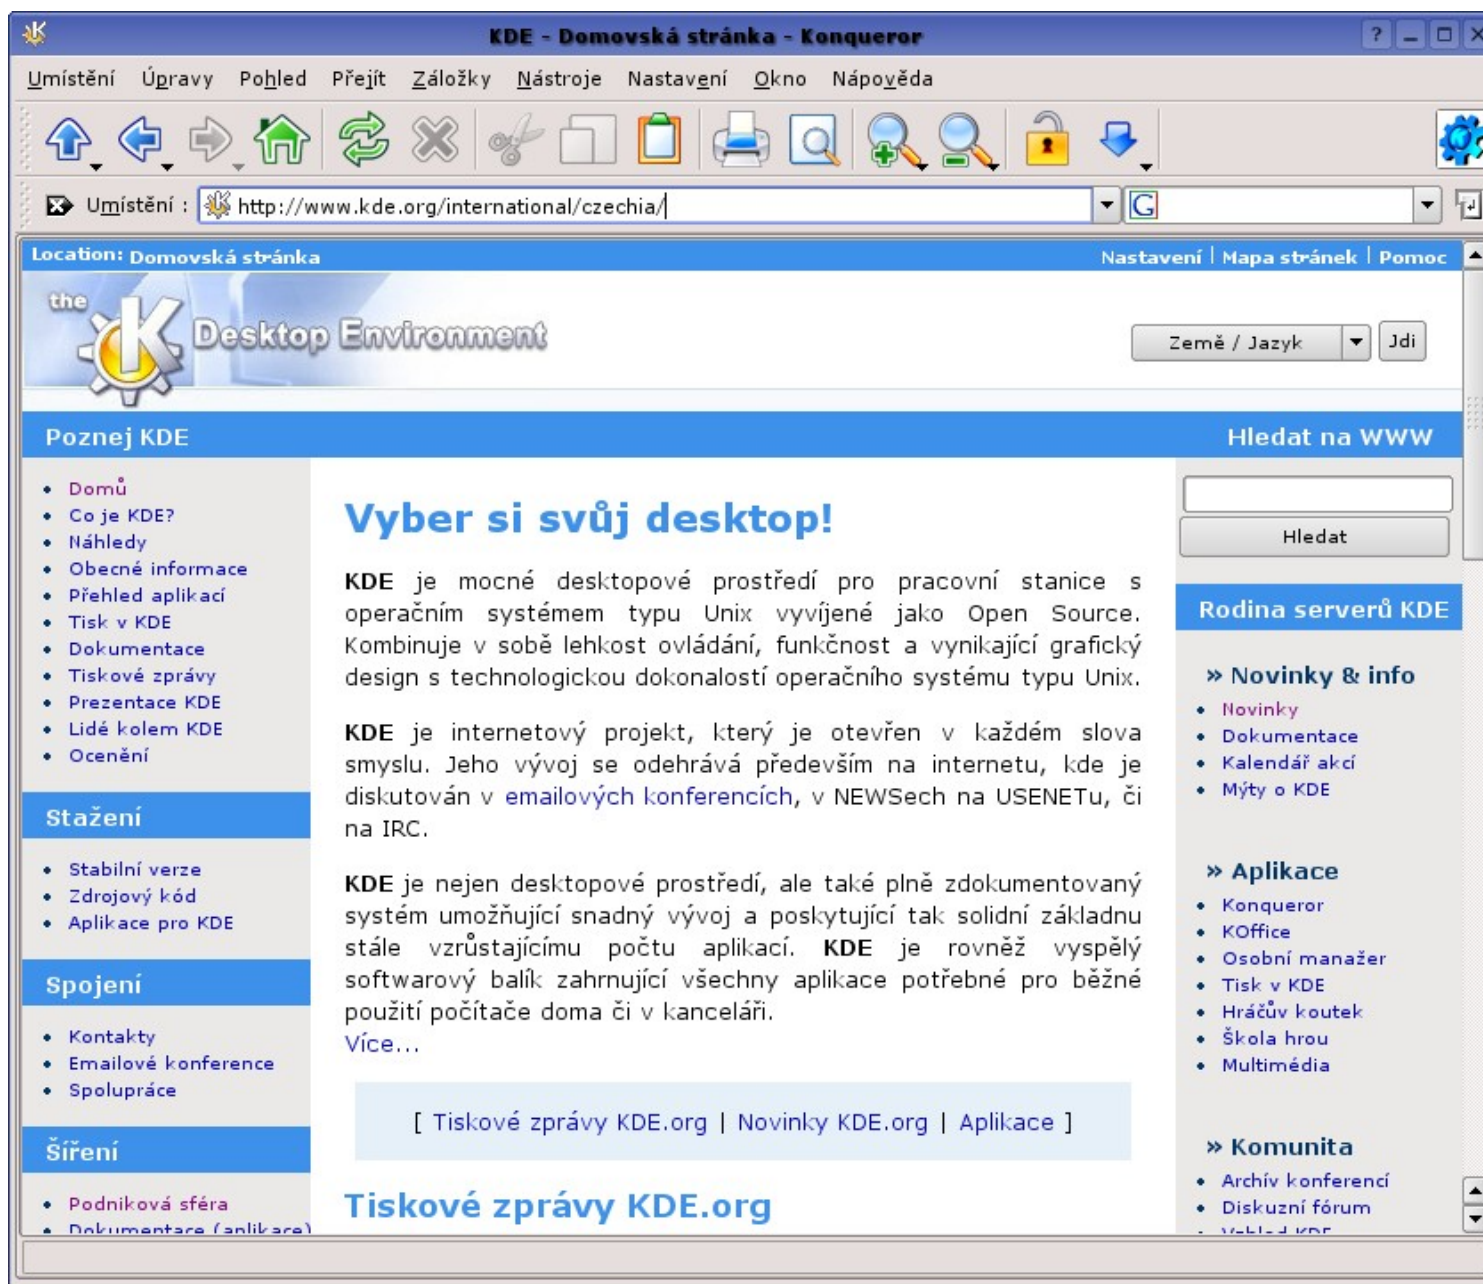 KDE - Domovská stránka - Konqueror
Umístění Úpravy Pohled Přejít Záložky Nástroje Nastavení Okno Nápověda
Umístění : http://www.kde.org/international/czechia/
Location: Domovská stránka
Nastavení | Mapa stránek | Pomoc
the Desktop Environment
Země / Jazyk
Jdi
Poznej KDE
Domů
Co je KDE?
Náhledy
Obecné informace
Přehled aplikací
Tisk v KDE
Dokumentace
Tiskové zprávy
Prezentace KDE
Lidé kolem KDE
Ocenění
Stažení
Stabilní verze
Zdrojový kód
Aplikace pro KDE
Spojení
Kontakty
Emailové konference
Spolupráce
Šíření
Podniková sféra
Dokumentace (aplikace)
Vyber si svůj desktop!
KDE je mocné desktopové prostředí pro pracovní stanice s
operačním systémem typu Unix vyvíjené jako Open Source.
Kombinuje v sobě lehkost ovládání, funkčnost a vynikající grafický
design s technologickou dokonalostí operačního systému typu Unix.
KDE je internetový projekt, který je otevřen v každém slova
smyslu. Jeho vývoj se odehrává především na internetu, kde je
diskutován v emailových konferencích, v NEWSech na USENETu, či
na IRC.
KDE je nejen desktopové prostředí, ale také plně zdokumentovaný
systém umožňující snadný vývoj a poskytující tak solidní základnu
stále vzrůstajícímu počtu aplikací. KDE je rovněž vyspělý
softwarový balík zahrnující všechny aplikace potřebné pro běžné
použití počítače doma či v kanceláři.
Více...
[ Tiskové zprávy KDE.org | Novinky KDE.org | Aplikace ]
Tiskové zprávy KDE.org
Hledat na WWW
Hledat
Rodina serverů KDE
» Novinky & info
Novinky
Dokumentace
Kalendář akcí
Mýty o KDE
» Aplikace
Konqueror
KOffice
Osobní manažer
Tisk v KDE
Hráčův koutek
Škola hrou
Multimédia
» Komunita
Archív konferencí
Diskuzní fórum
Vzhled KDE